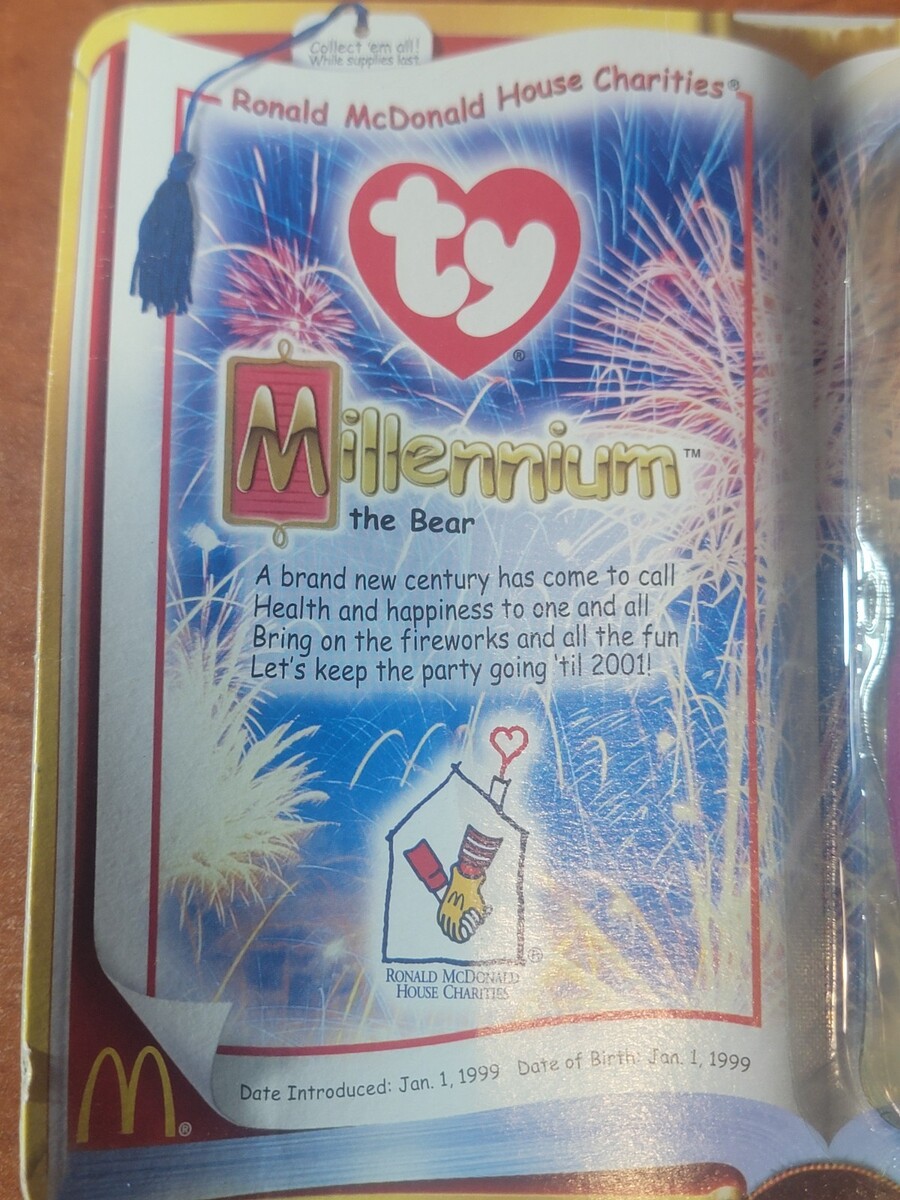 Collect 'em all!
While supplies last
Ronald McDonald House Charities®
ty®
Millennium™
the Bear
A brand new century has come to call
Health and happiness to one and all
Bring on the fireworks and all the fun
Let's keep the party going 'til 2001!
RONALD MCDONALD
HOUSE CHARITIES®
Date Introduced: Jan. 1, 1999 Date of Birth: Jan. 1, 1999
M®